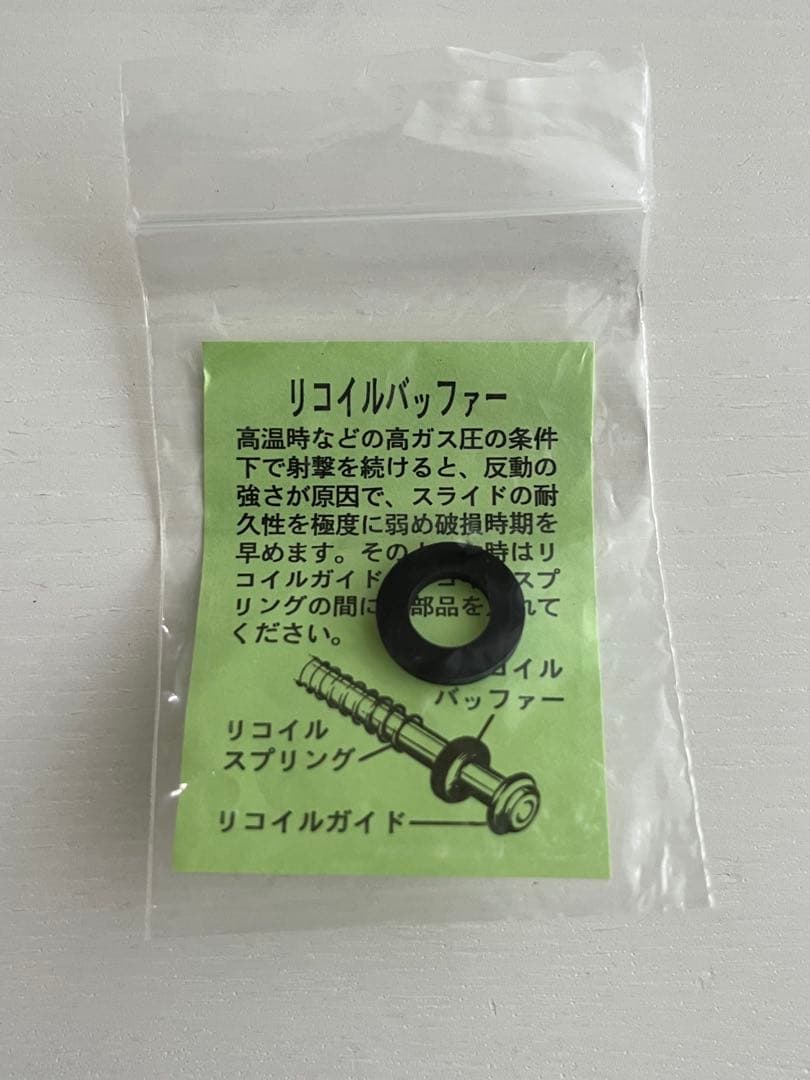 リコイルバッファー
高温時などの高ガス圧の条件
下で射撃を続けると、反動の
強さが原因で、スライドの耐
久性を極度に弱め破損時期を
早めます。その 時はリ
コイルガイド スプ
リングの間に 部品を れて
ください。
コイル
バッファー
リコイル
スプリング
リコイルガイド